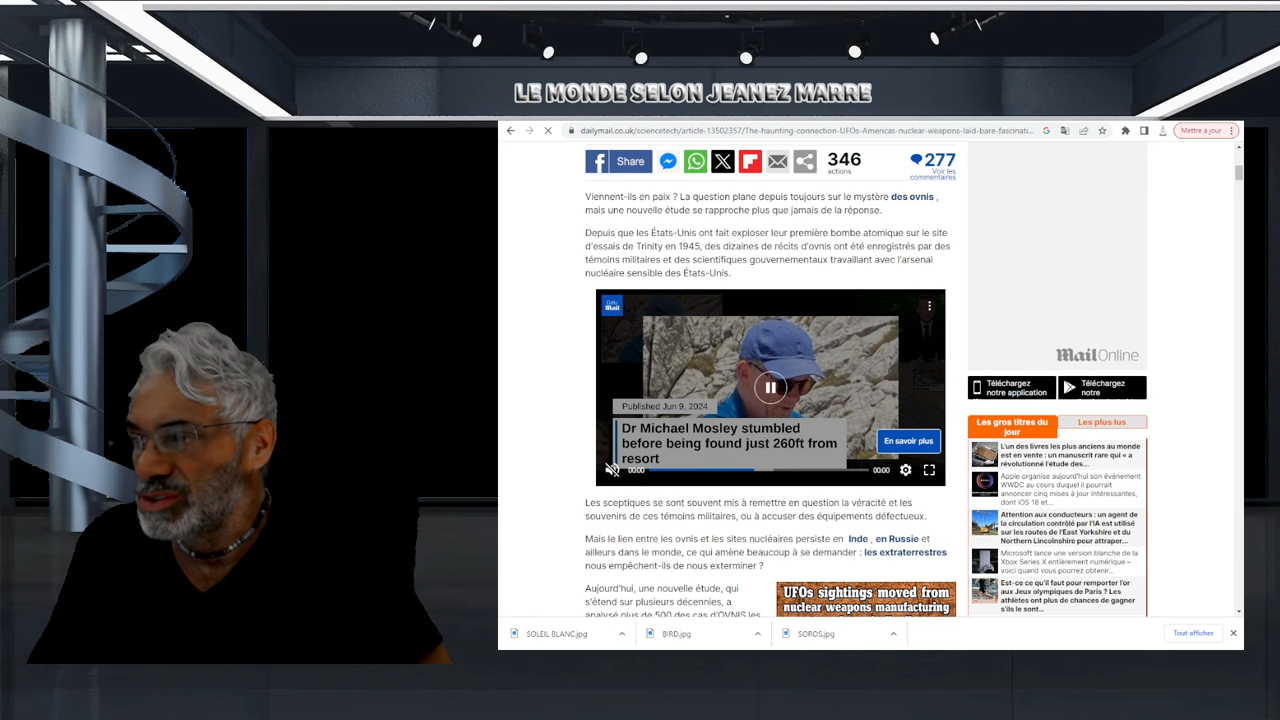 LE MONDE SELON JEANEZ MARRE
dailymail.co.uk/sciencetech/article-13502357/The-haunting-connection-UFOs-Americas-nuclear-weapons-laid-bare-fascinati...
Mettre à jour
Share
346
actions
277
Voir les
commentaires
Viennent-ils en paix ? La question plane depuis toujours sur le mystère des ovnis ,
mais une nouvelle étude se rapproche plus que jamais de la réponse.
Depuis que les États-Unis ont fait exploser leur première bombe atomique sur le site
d'essais de Trinity en 1945, des dizaines de récits d'ovnis ont été enregistrés par des
témoins militaires et des scientifiques gouvernementaux travaillant avec l'arsenal
nucléaire sensible des États-Unis.
Daily
Mail
Published Jun 9, 2024
Dr Michael Mosley stumbled
before being found just 260ft from
resort
En savoir plus
00:00
00:00
Les sceptiques se sont souvent mis à remettre en question la véracité et les
souvenirs de ces témoins militaires, ou à accuser des équipements défectueux.
Mais le lien entre les ovnis et les sites nucléaires persiste en Inde , en Russie et
ailleurs dans le monde, ce qui amène beaucoup à se demander : les extraterrestres
nous empêchent-ils de nous exterminer ?
Aujourd'hui, une nouvelle étude, qui
s'étend sur plusieurs décennies, a
analysé plus de 500 des cas d'OVNIS les
UFOs sightings moved from
nuclear weapons manufacturing
Mail Online
Téléchargez
notre application
Téléchargez
notre
Les gros titres du
jour
Les plus lus
L'un des livres les plus anciens au monde
est en vente : un manuscrit rare qui « a
révolutionné l'étude des...
Apple organise aujourd'hui son événement
WWDC au cours duquel il pourrait
annoncer cinq mises à jour intéressantes,
dont iOS 18 et...
Attention aux conducteurs : un agent de
la circulation contrôlé par l'IA est utilisé
sur les routes de l'East Yorkshire et du
Northern Lincolnshire pour attraper...
Microsoft lance une version blanche de la
Xbox Series X entièrement numérique –
voici quand vous pourrez obtenir...
Est-ce ce qu'il faut pour remporter l'or
aux Jeux olympiques de Paris ? Les
athlètes ont plus de chances de gagner
s'ils le sont...
SOLEIL BLANC.jpg
BIRD.jpg
SOROS.jpg
Tout afficher